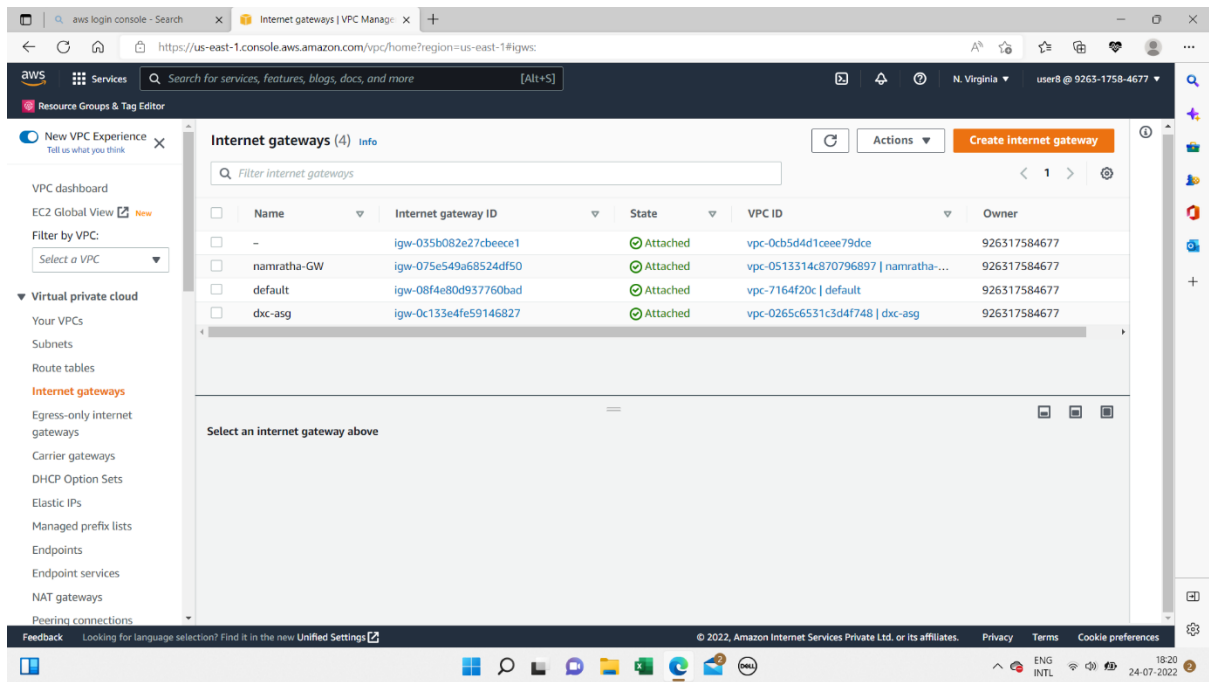 aws login console - Search
Internet gateways | VPC Manage
https://us-east-1.console.aws.amazon.com/vpc/home?region=us-east-1#igws:
aws Services Search for services, features, blogs, docs, and more [Alt+S] N. Virginia user8 @ 9263-1758-4677
Resource Groups & Tag Editor
New VPC Experience
Tell us what you think
VPC dashboard
EC2 Global View New
Filter by VPC:
Select a VPC
Virtual private cloud
Your VPCs
Subnets
Route tables
Internet gateways
Egress-only internet
gateways
Carrier gateways
DHCP Option Sets
Elastic IPs
Managed prefix lists
Endpoints
Endpoint services
NAT gateways
Peering connections
Internet gateways (4) Info Actions Create internet gateway
Filter internet gateways 1
Name Internet gateway ID State VPC ID Owner
– igw-035b082e27cbeece1 Attached vpc-0cb5d4d1ceee79dce 926317584677
namratha-GW igw-075e549a68524df50 Attached vpc-0513314c870796897 | namratha-... 926317584677
default igw-08f4e80d937760bad Attached vpc-7164f20c | default 926317584677
dxc-asg igw-0c133e4fe59146827 Attached vpc-0265c6531c3d4f748 | dxc-asg 926317584677
Select an internet gateway above
Feedback Looking for language selection? Find it in the new Unified Settings © 2022, Amazon Internet Services Private Ltd. or its affiliates. Privacy Terms Cookie preferences
2 DELL ENG 18:20 2
INTL 24-07-2022